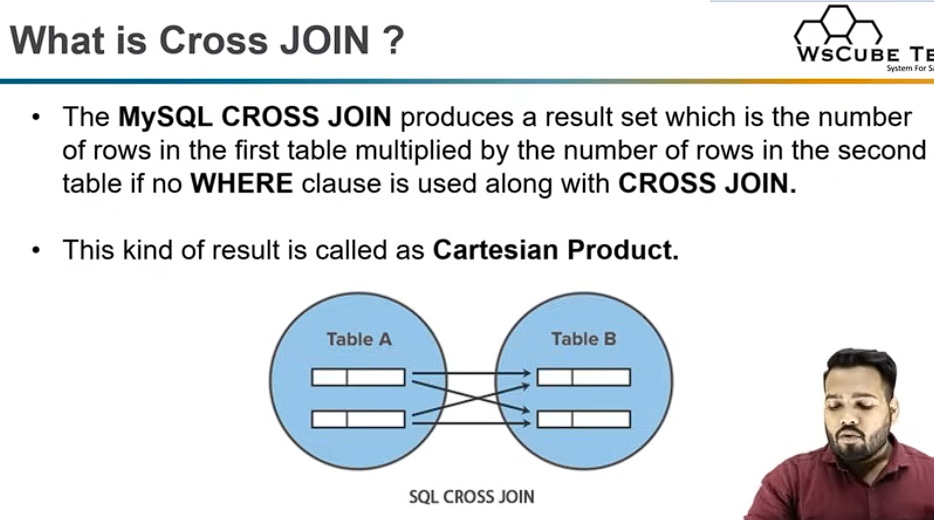 What is Cross JOIN ?
WsCube Te
System For Sa
• The MySQL CROSS JOIN produces a result set which is the number
of rows in the first table multiplied by the number of rows in the second
table if no WHERE clause is used along with CROSS JOIN.
• This kind of result is called as Cartesian Product.
Table A
Table B
SQL CROSS JOIN